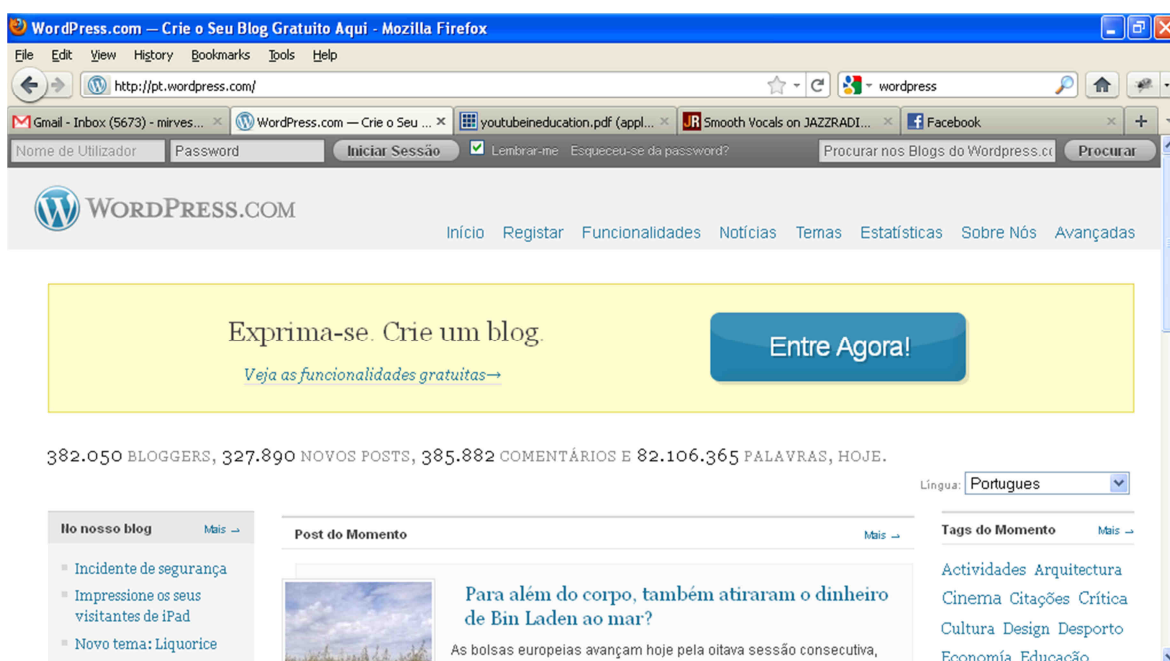 WordPress.com — Crie o Seu Blog Gratuito Aqui - Mozilla Firefox
File Edit View History Bookmarks Tools Help
http://pt.wordpress.com/ wordpress
Gmail - Inbox (5673) - mirves... WordPress.com — Crie o Seu ... youtubeineducation.pdf (appl... JR Smooth Vocals on JAZZRADI... Facebook
Nome de Utilizador Password Iniciar Sessão Lembrar-me Esqueceu-se da password? Procurar nos Blogs do Wordpress.c Procurar
WORDPRESS.COM
Início Registar Funcionalidades Notícias Temas Estatísticas Sobre Nós Avançadas
Exprima-se. Crie um blog.
Veja as funcionalidades gratuitas→
Entre Agora!
382.050 BLOGGERS, 327.890 NOVOS POSTS, 385.882 COMENTÁRIOS E 82.106.365 PALAVRAS, HOJE.
Língua: Portugues
No nosso blog Mais →
Incidente de segurança
Impressione os seus
visitantes de iPad
Novo tema: Liquorice
Post do Momento Mais →
Para além do corpo, também atiraram o dinheiro
de Bin Laden ao mar?
As bolsas europeias avançam hoje pela oitava sessão consecutiva,
Tags do Momento Mais →
Actividades Arquitectura
Cinema Citações Crítica
Cultura Design Desporto
Economía Educação